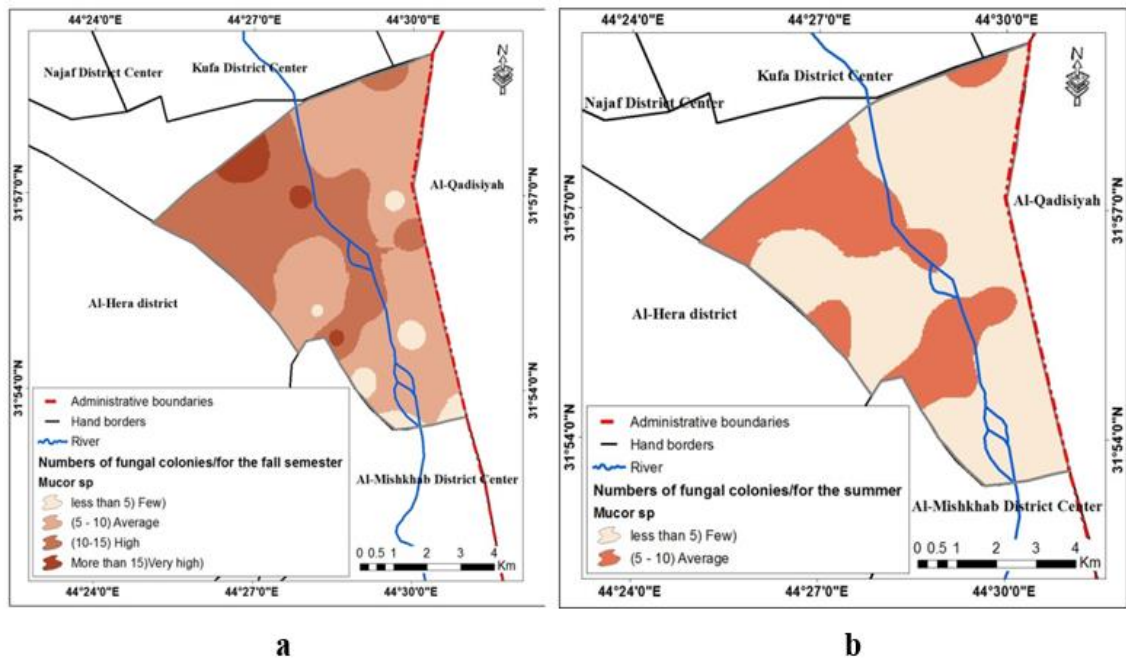 44°24'0"E 44°27'0"E 44°30'0"E
N
Najaf District Center
Kufa District Center
Al-Qadisiyah
31°57'0"N
31°57'0"N
Al-Hera district
31°54'0"N
31°54'0"N
Administrative boundaries
Hand borders
River
Numbers of fungal colonies/for the fall semester
Mucor sp
less than 5) Few)
(5 - 10) Average
(10-15) High
More than 15)Very high)
Al-Mishkhab District Center
0 0.5 1 2 3 4
Km
44°24'0"E 44°27'0"E 44°30'0"E
a
44°24'0"E 44°27'0"E 44°30'0"E
N
Kufa District Center
Najaf District Center
Al-Qadisiyah
31°57'0"N
31°57'0"N
Al-Hera district
31°54'0"N
31°54'0"N
Administrative boundaries
Hand borders
River
Numbers of fungal colonies/for the summer
Mucor sp
less than 5) Few)
(5 - 10) Average
Al-Mishkhab District Center
0 0.5 1 2 3 4
Km
44°24'0"E 44°27'0"E 44°30'0"E
b